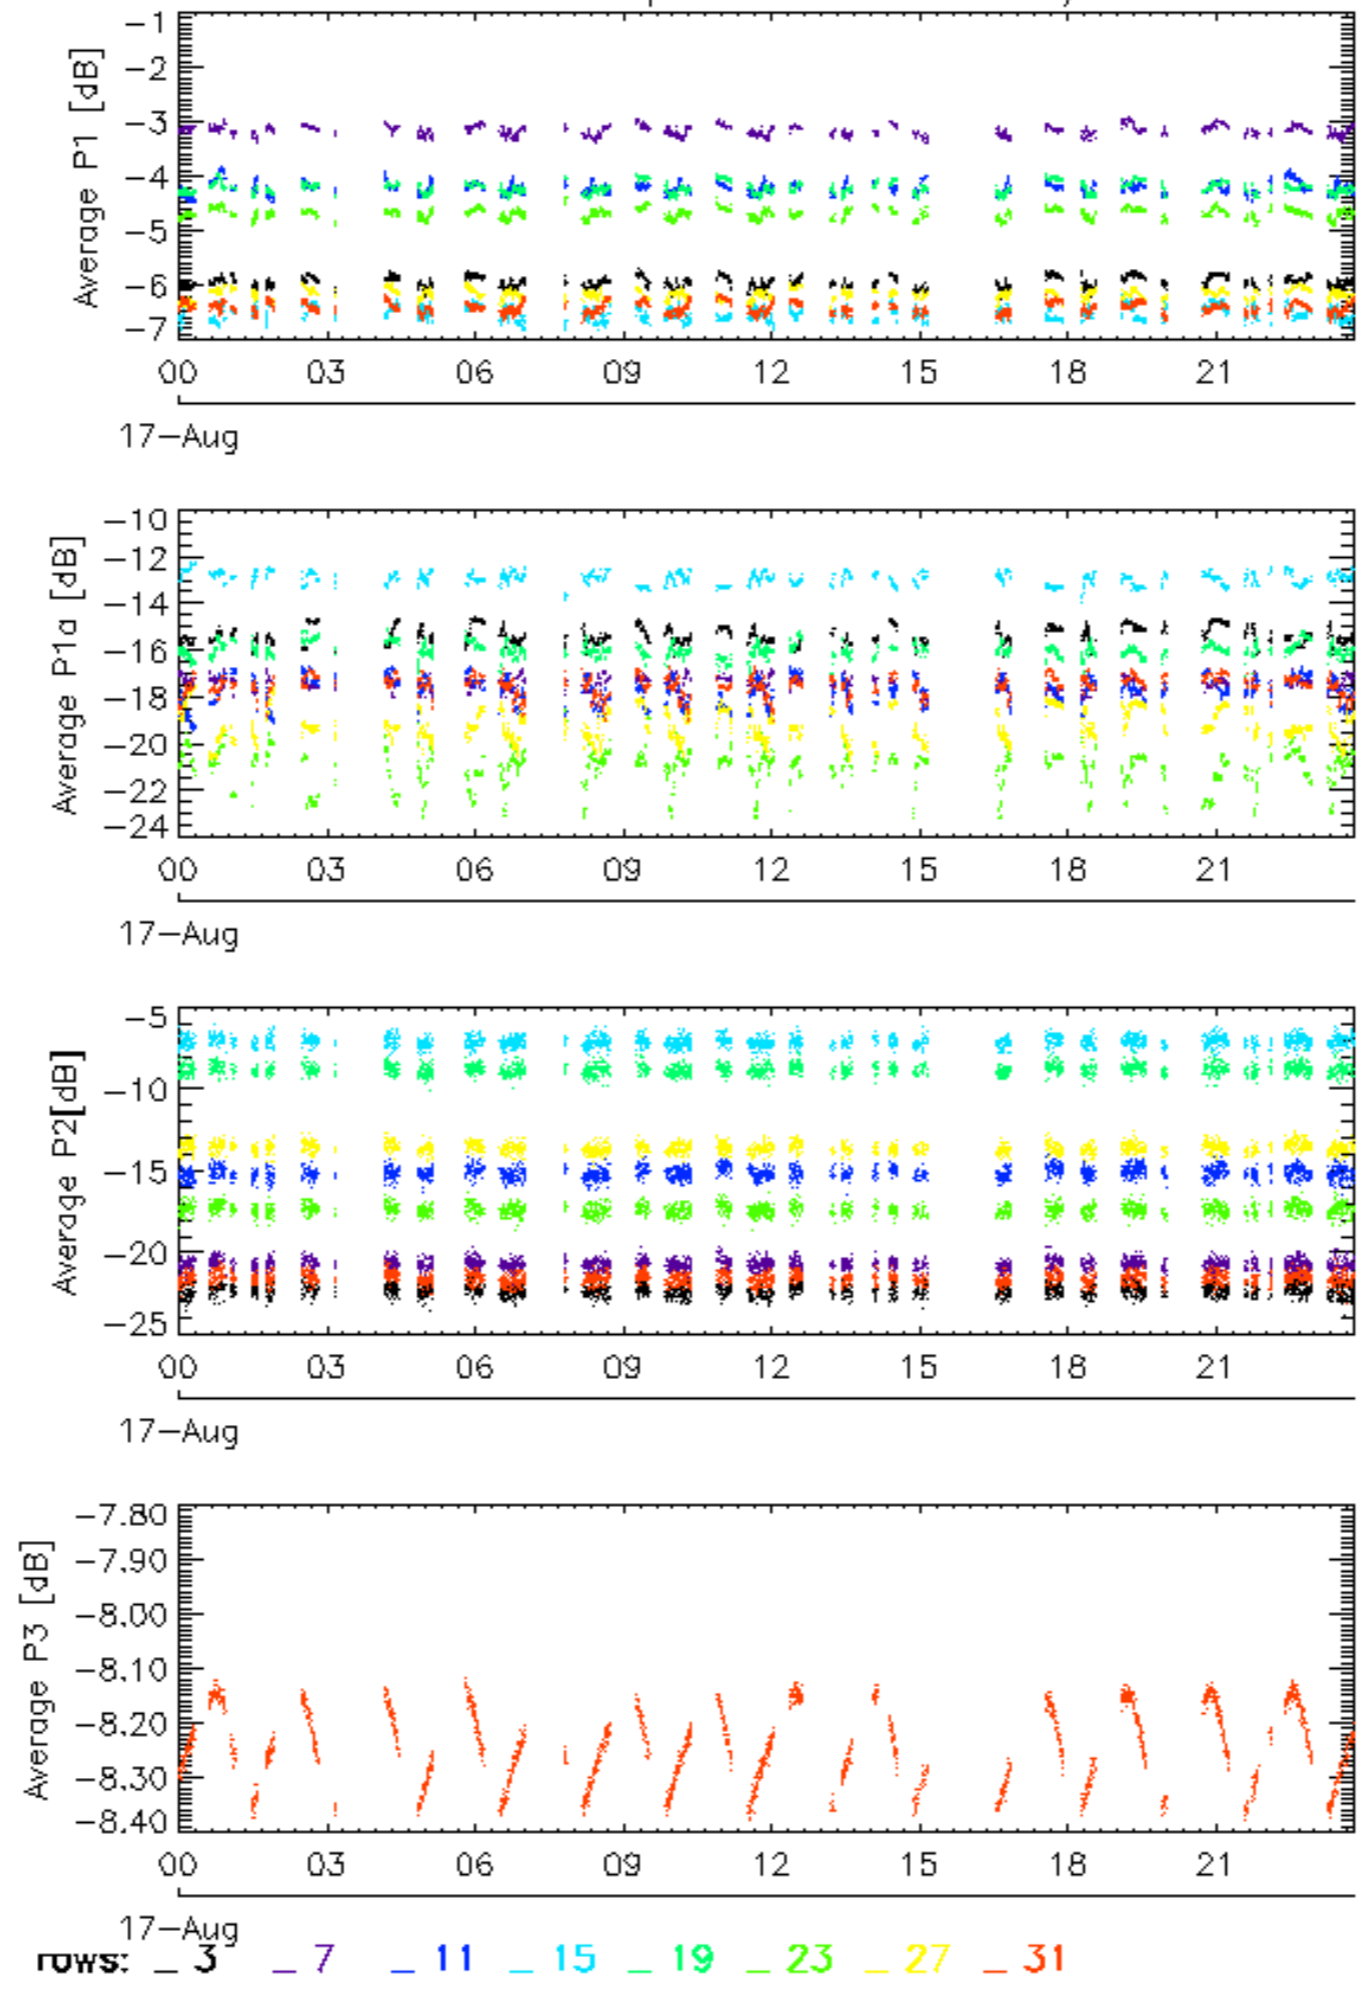 Average P1 [dB]
-1
-2
-3
-4
-5
-6
-7
00 03 06 09 12 15 18 21
17-Aug
Average P1a [dB]
-10
-12
-14
-16
-18
-20
-22
-24
00 03 06 09 12 15 18 21
17-Aug
Average P2[dB]
-5
-10
-15
-20
-25
00 03 06 09 12 15 18 21
17-Aug
Average P3 [dB]
-7.80
-7.90
-8.00
-8.10
-8.20
-8.30
-8.40
00 03 06 09 12 15 18 21
17-Aug
rows: _ 3 _ 7 _ 11 _ 15 _ 19 _ 23 _ 27 _ 31